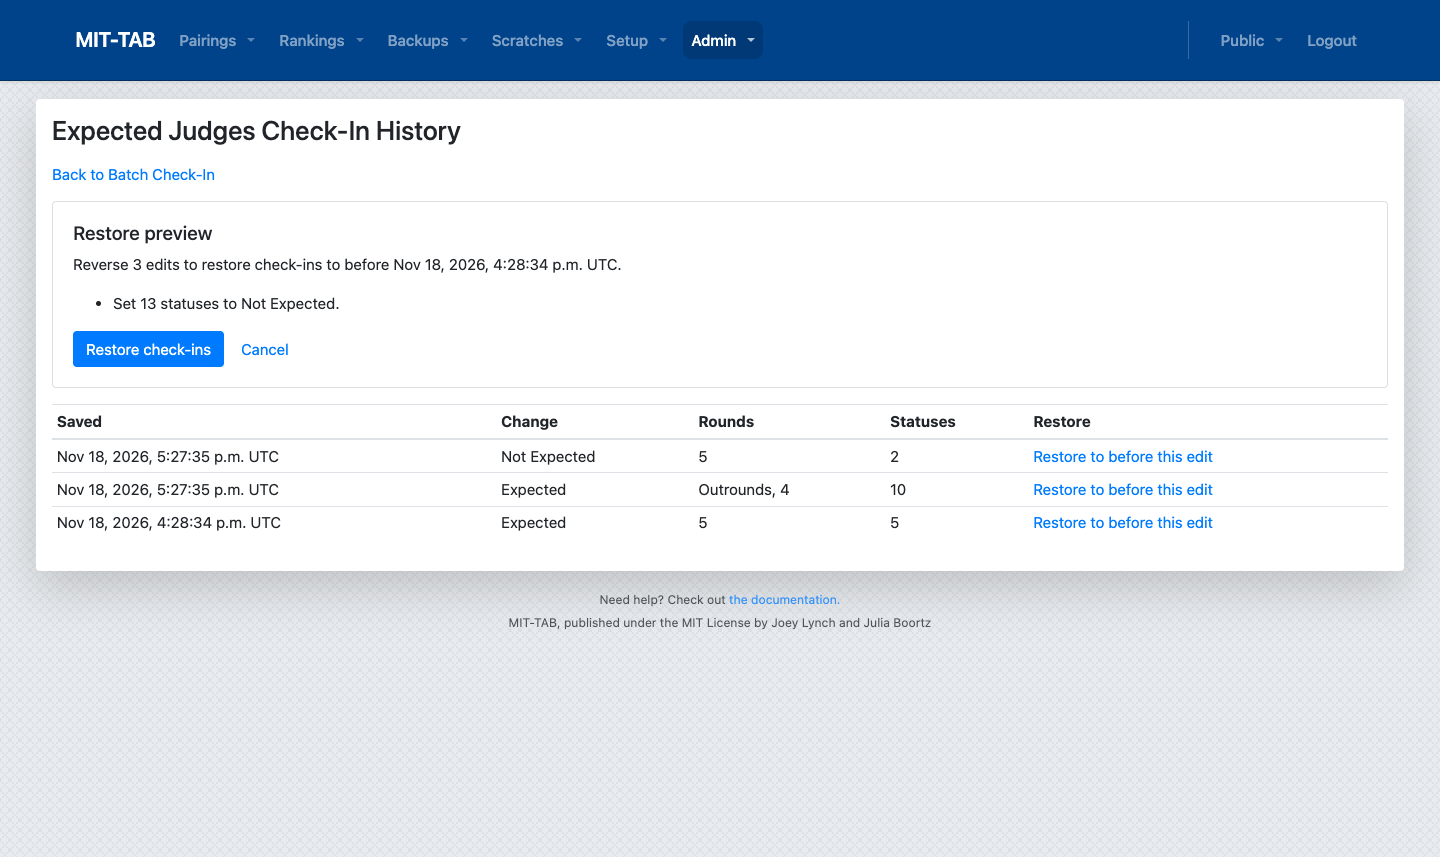 MIT-TAB Pairings Rankings Backups Scratches Setup Admin Public Logout
Expected Judges Check-In History
Back to Batch Check-In
Restore preview
Reverse 3 edits to restore check-ins to before Nov 18, 2026, 4:28:34 p.m. UTC.
• Set 13 statuses to Not Expected.
Restore check-ins Cancel
Saved Change Rounds Statuses Restore
Nov 18, 2026, 5:27:35 p.m. UTC Not Expected 5 2 Restore to before this edit
Nov 18, 2026, 5:27:35 p.m. UTC Expected Outrounds, 4 10 Restore to before this edit
Nov 18, 2026, 4:28:34 p.m. UTC Expected 5 5 Restore to before this edit
Need help? Check out the documentation.
MIT-TAB, published under the MIT License by Joey Lynch and Julia Boortz